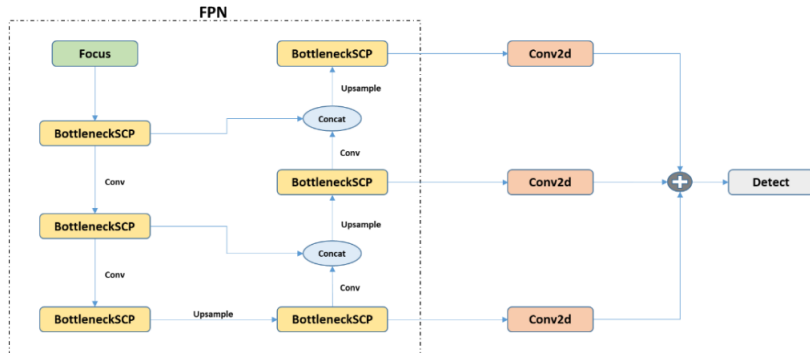 FPN
Focus
BottleneckSCP
Conv2d
Upsample
BottleneckSCP
Concat
Conv
Conv
BottleneckSCP
Conv2d
Detect
BottleneckSCP
Upsample
Concat
Conv
Conv
BottleneckSCP
Upsample
BottleneckSCP
Conv2d